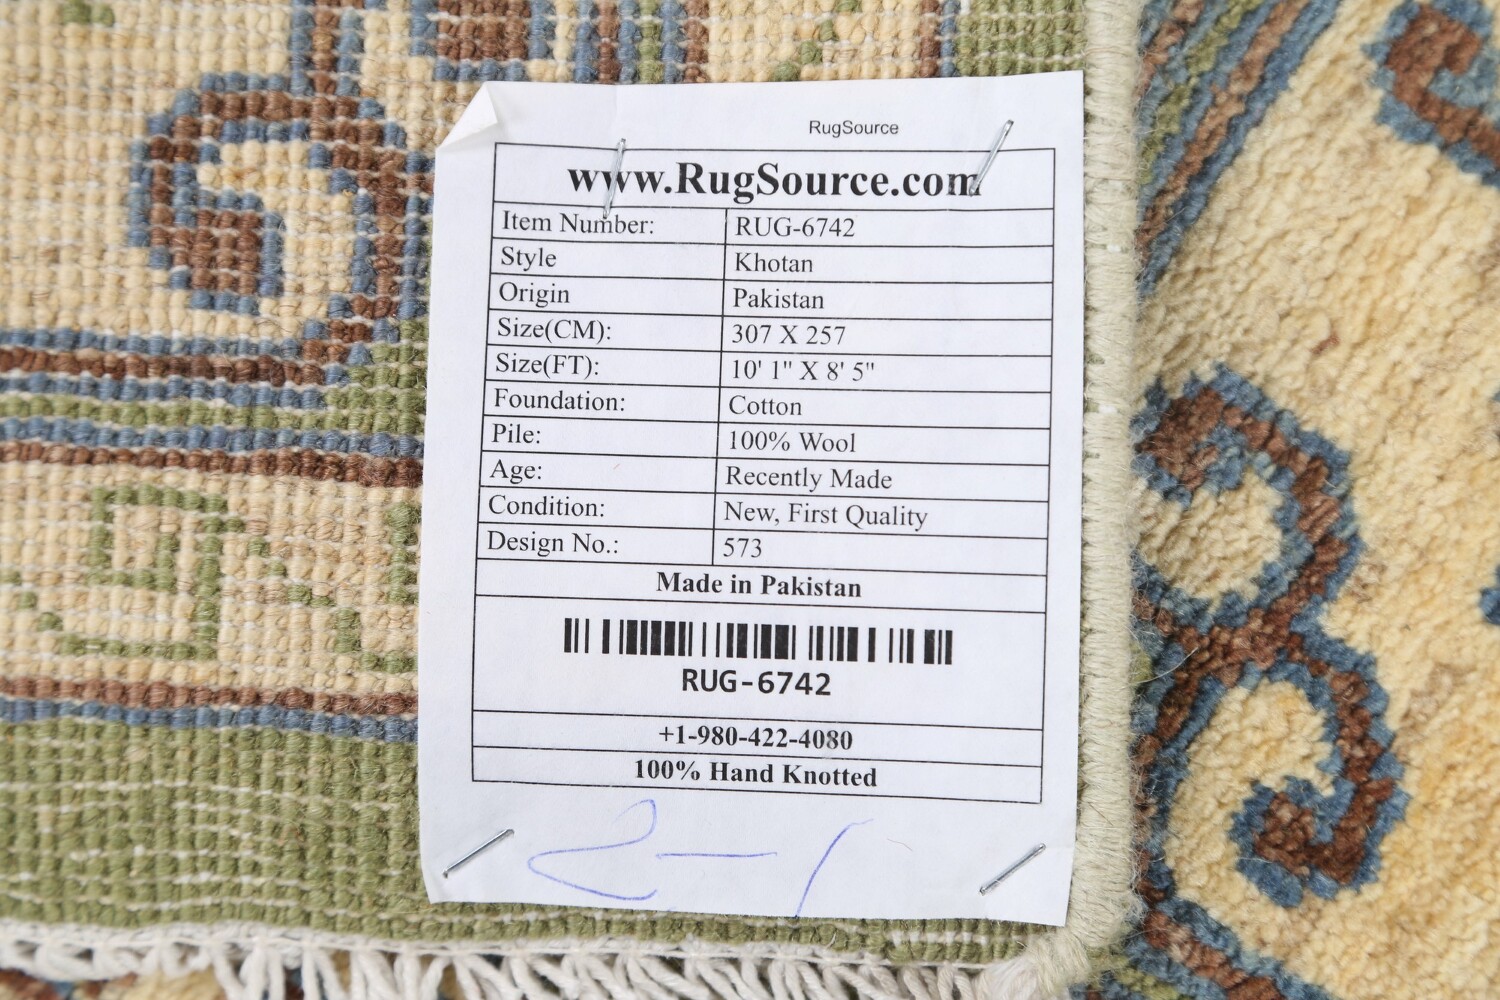 RugSource
www.RugSource.com
Item Number: RUG-6742
Style Khotan
Origin Pakistan
Size(CM): 307 X 257
Size(FT): 10' 1" X 8' 5"
Foundation: Cotton
Pile: 100% Wool
Age: Recently Made
Condition: New, First Quality
Design No.: 573
Made in Pakistan
RUG-6742
+1-980-422-4080
100% Hand Knotted
2-1